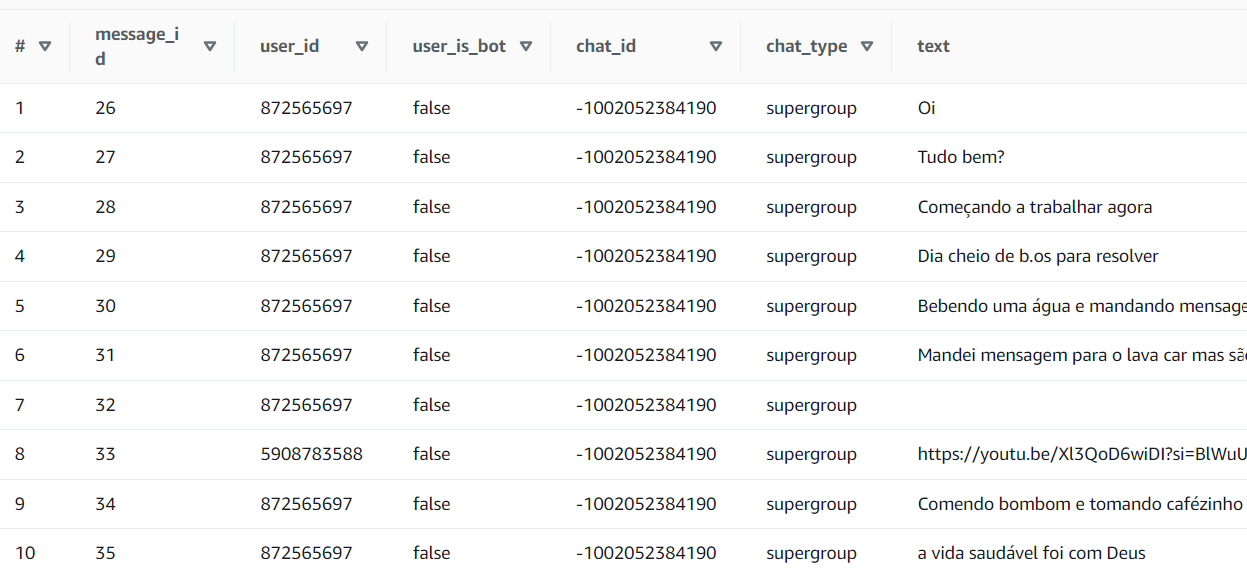 # message_id user_id user_is_bot chat_id chat_type text
1 26 872565697 false -1002052384190 supergroup Oi
2 27 872565697 false -1002052384190 supergroup Tudo bem?
3 28 872565697 false -1002052384190 supergroup Começando a trabalhar agora
4 29 872565697 false -1002052384190 supergroup Dia cheio de b.os para resolver
5 30 872565697 false -1002052384190 supergroup Bebendo uma água e mandando mensage
6 31 872565697 false -1002052384190 supergroup Mandei mensagem para o lava car mas são
7 32 872565697 false -1002052384190 supergroup
8 33 5908783588 false -1002052384190 supergroup https://youtu.be/Xl3QoD6wiDI?si=BlWuU
9 34 872565697 false -1002052384190 supergroup Comendo bombom e tomando cafézinho
10 35 872565697 false -1002052384190 supergroup a vida saudável foi com Deus